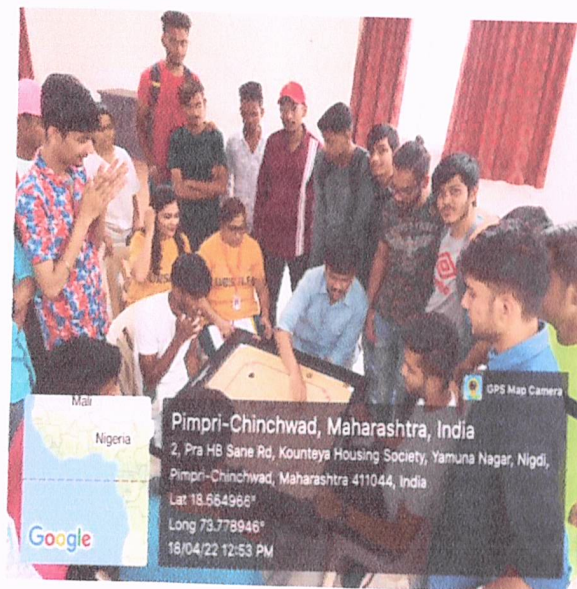 GPS Map Camera
Mali
Nigeria
Google
Pimpri-Chinchwad, Maharashtra, India
2, Pra HB Sane Rd, Kounteya Housing Society, Yamuna Nagar, Nigdi,
Pimpri-Chinchwad, Maharashtra 411044, India
Lat 18.664966°
Long 73.778946°
18/04/22 12:53 PM